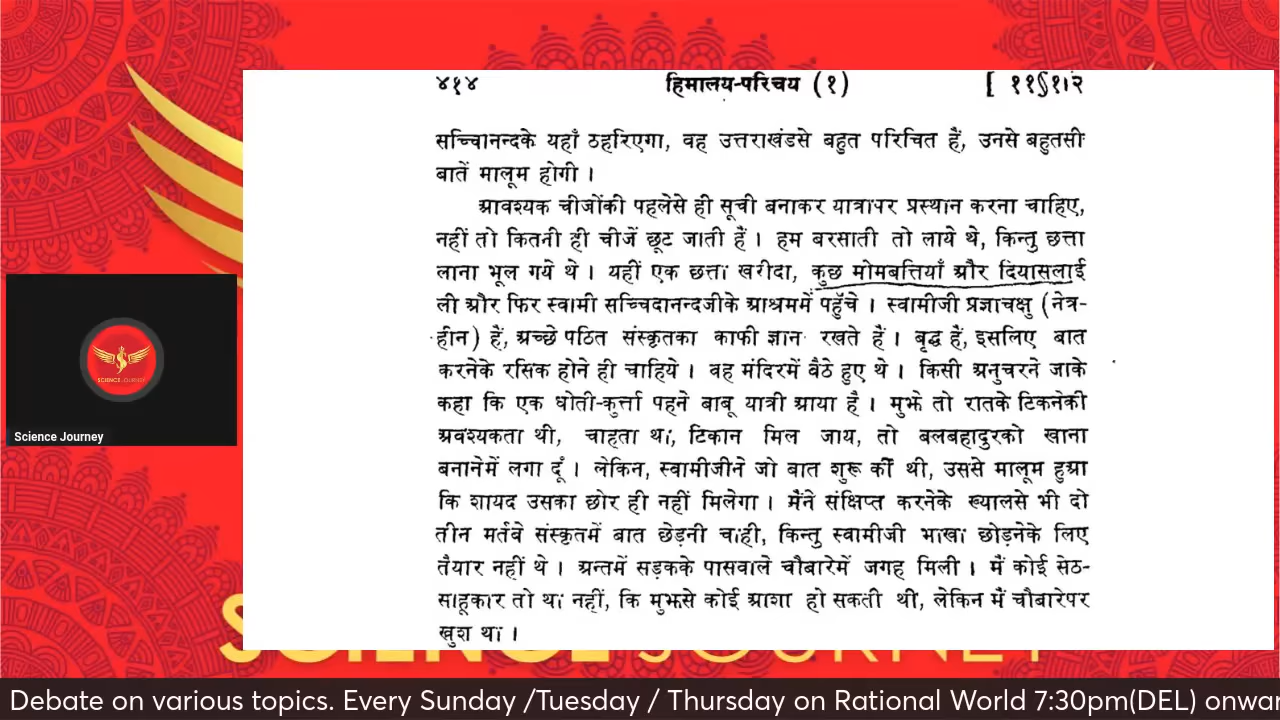 ४१४ हिमालय-परिचय (१) [ ११§१।२
सच्चिानन्दके यहाँ ठहरिएगा, वह उत्तराखंडसे बहुत परिचित हैं, उनसे बहुतसी
बातें मालूम होगी ।
आवश्यक चीजोंकी पहलेसे ही सूची बनाकर यात्रापर प्रस्थान करना चाहिए,
नहीं तो कितनी ही चीजें छूट जाती हैं । हम बरसाती तो लाये थे, किन्तु छत्ता
लाना भूल गये थे । यहीं एक छत्ता खरीदा, कुछ मोमबत्तियाँ और दियासलाई
ली और फिर स्वामी सच्चिदानन्दजीके आश्रममें पहुँचे । स्वामीजी प्रज्ञाचक्षु (नेत्र-
हीन) हैं, अच्छे पठित संस्कृतका काफी ज्ञान रखते हैं । बृद्ध हैं, इसलिए बात
करनेके रसिक होने ही चाहिये । वह मंदिरमें बैठे हुए थे । किसी अनुचरने जाके
कहा कि एक धोती-कुर्त्ता पहने बाबू यात्री आया है । मुझे तो रातके टिकनेकी
अवश्यकता थी, चाहता था, टिकान मिल जाय, तो बलबहादुरको खाना
बनानेमें लगा दूँ । लेकिन, स्वामीजीने जो बात शुरू की थी, उससे मालूम हुआ
कि शायद उसका छोर ही नहीं मिलेगा । मैंने संक्षिप्त करनेके ख्यालसे भी दो
तीन मर्तबे संस्कृतमें बात छेड़नी चाही, किन्तु स्वामीजी भाखा छोड़नेके लिए
तैयार नहीं थे । अन्तमें सड़कके पासवाले चौबारेमें जगह मिली । मैं कोई सेठ-
साहूकार तो था नहीं, कि मुझसे कोई आशा हो सकती थी, लेकिन मैं चौबारेपर
खुश था ।
SCIENCE JOURNEY
Science Journey
SCIENCE JOURNEY
Debate on various topics. Every Sunday /Tuesday / Thursday on Rational World 7:30pm(DEL) onwar